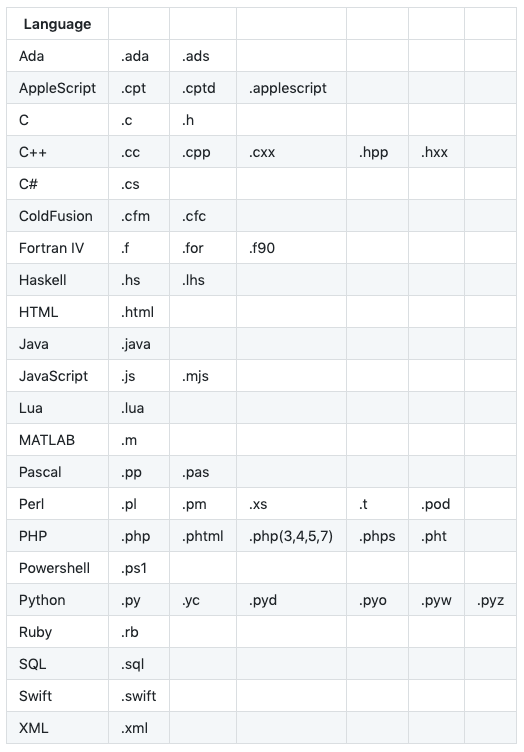 Language
Ada .ada .ads
AppleScript .cpt .cptd .applescript
C .c .h
C++ .cc .cpp .cxx .hpp .hxx
C# .cs
ColdFusion .cfm .cfc
Fortran IV .f .for .f90
Haskell .hs .lhs
HTML .html
Java .java
JavaScript .js .mjs
Lua .lua
MATLAB .m
Pascal .pp .pas
Perl .pl .pm .xs .t .pod
PHP .php .phtml .php(3,4,5,7) .phps .pht
Powershell .ps1
Python .py .yc .pyd .pyo .pyw .pyz
Ruby .rb
SQL .sql
Swift .swift
XML .xml